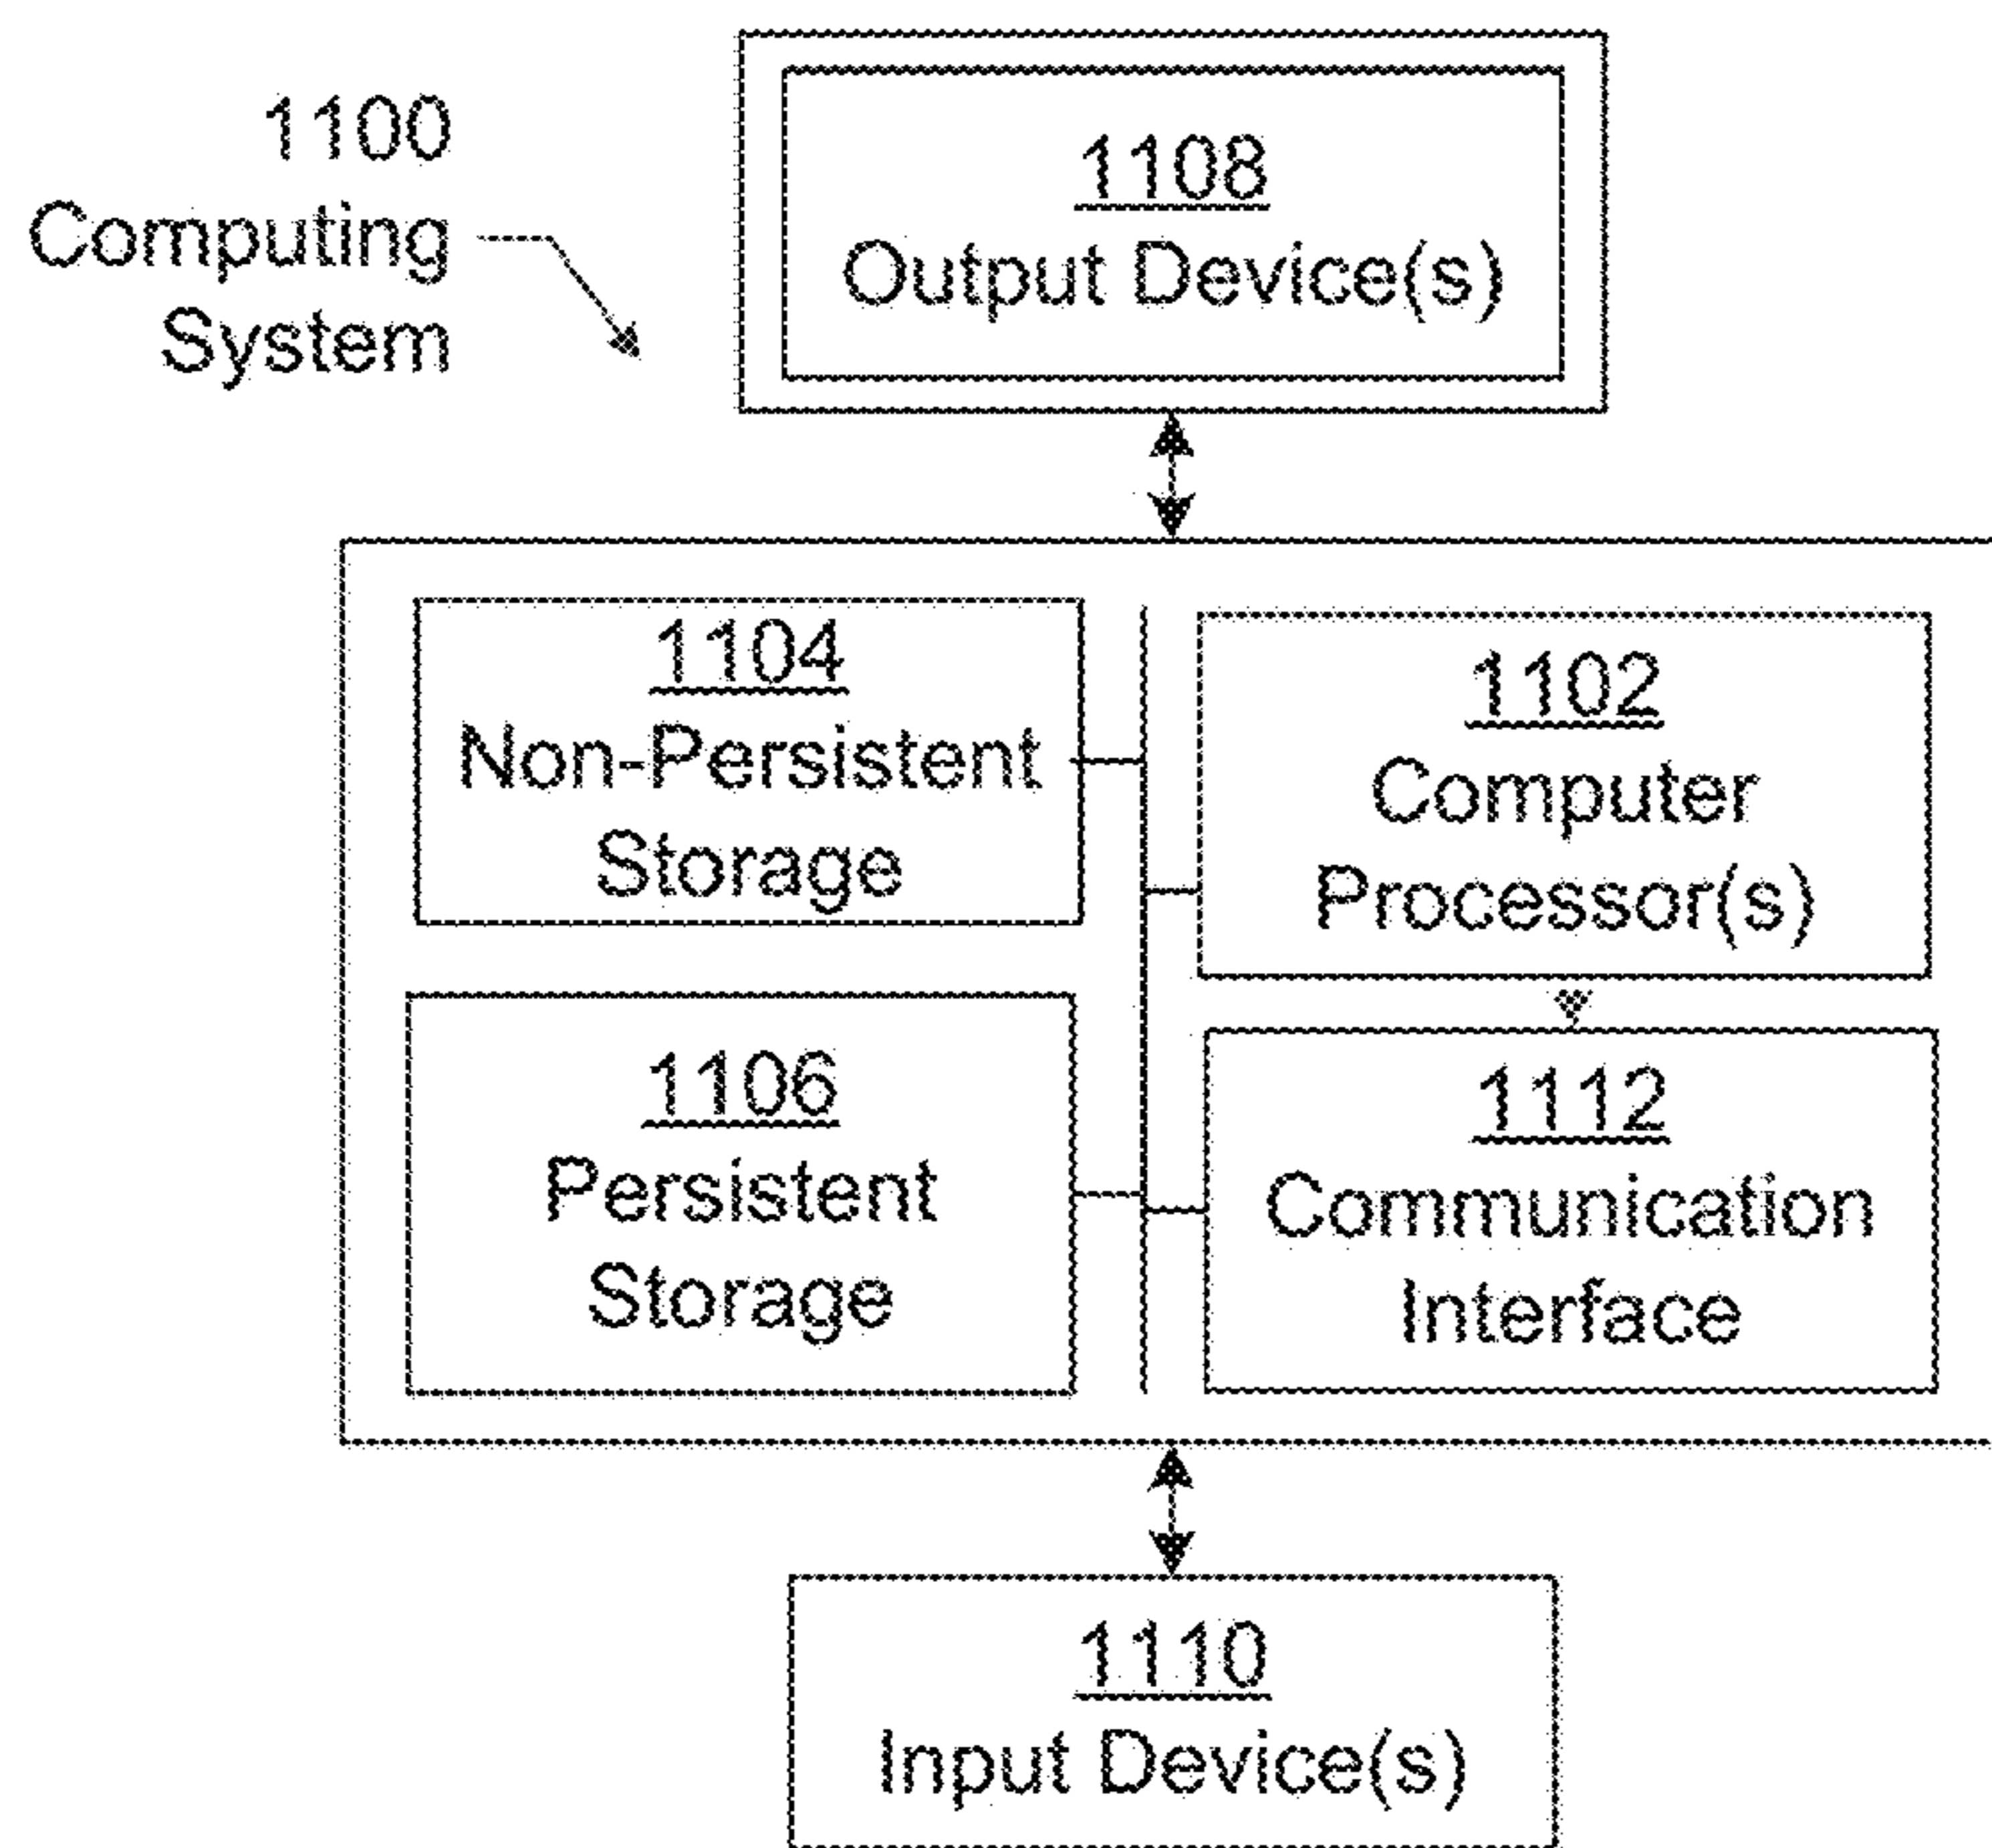 1100
Computing
System
1108
Output Device(s)
1104
Non-Persistent
Storage
1102
Computer
Processor(s)
1106
Persistent
Storage
1112
Communication
Interface
1110
Input Device(s)